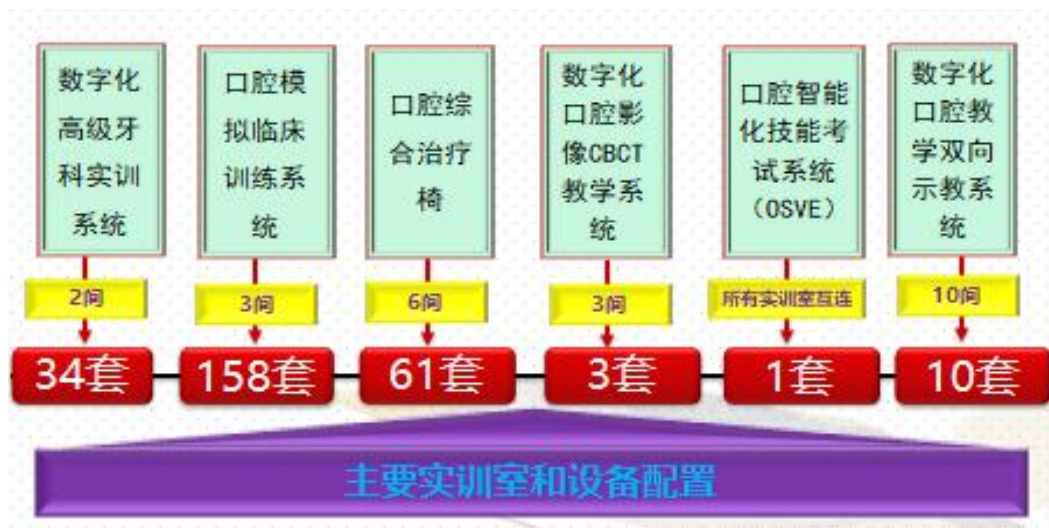 数字化
高级牙
科实训
系统
口腔模
拟临床
训练系
统
口腔综
合治疗
椅
数字化
口腔影
像CBCT
教学系
统
口腔智能
化技能考
试系统
（OSVE）
数字化
口腔教
学双向
示教系
统
2间
3间
6间
3间
所有实训室互连
10间
34套
158套
61套
3套
1套
10套
主要实训室和设备配置